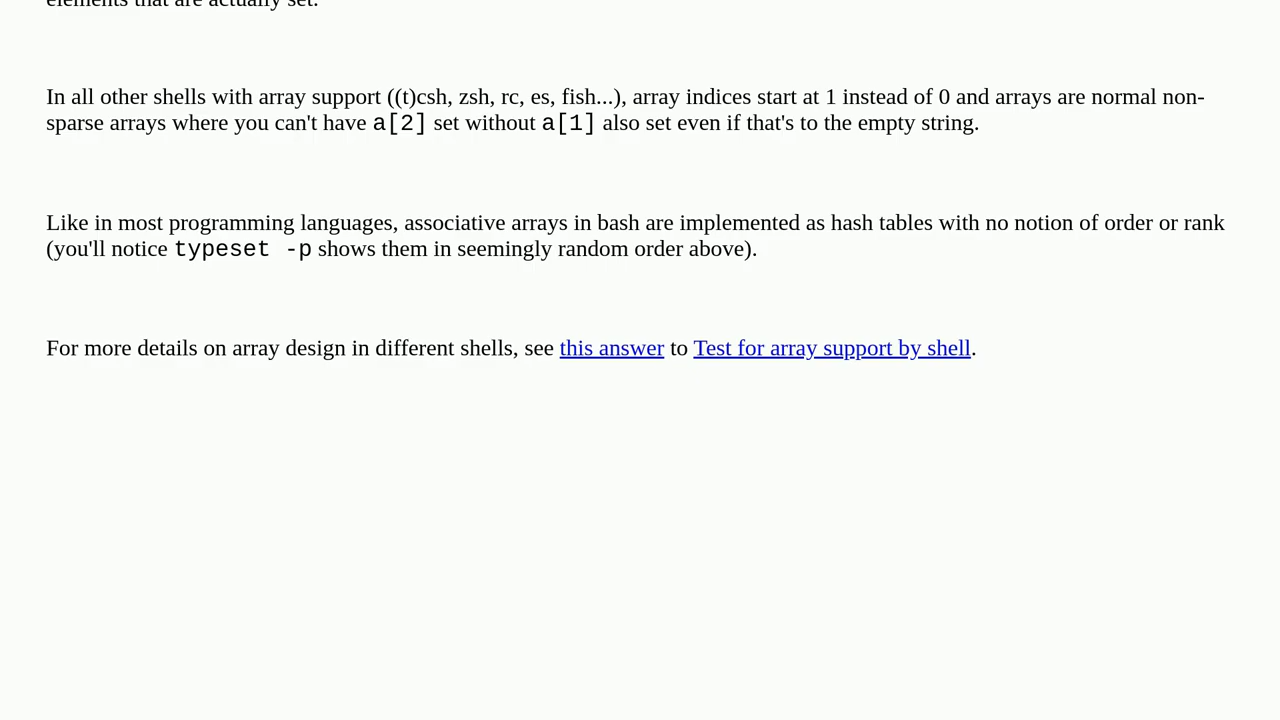 elements that are actually set.
In all other shells with array support ((t)csh, zsh, rc, es, fish...), array indices start at 1 instead of 0 and arrays are normal non-
sparse arrays where you can't have a[2] set without a[1] also set even if that's to the empty string.
Like in most programming languages, associative arrays in bash are implemented as hash tables with no notion of order or rank
(you'll notice typeset -p shows them in seemingly random order above).
For more details on array design in different shells, see this answer to Test for array support by shell.